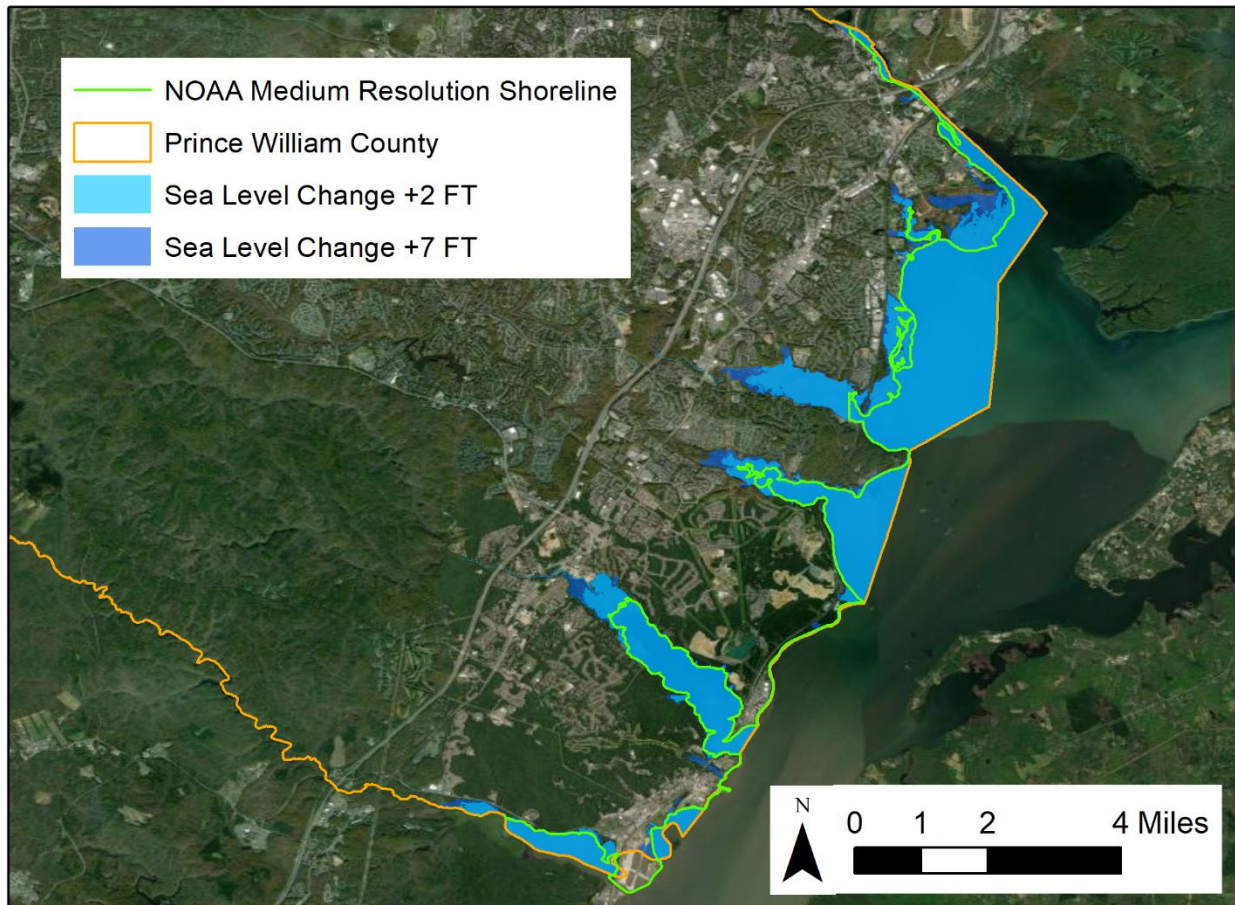 NOAA Medium Resolution Shoreline
Prince William County
Sea Level Change +2 FT
Sea Level Change +7 FT
N
0 1 2 4 Miles